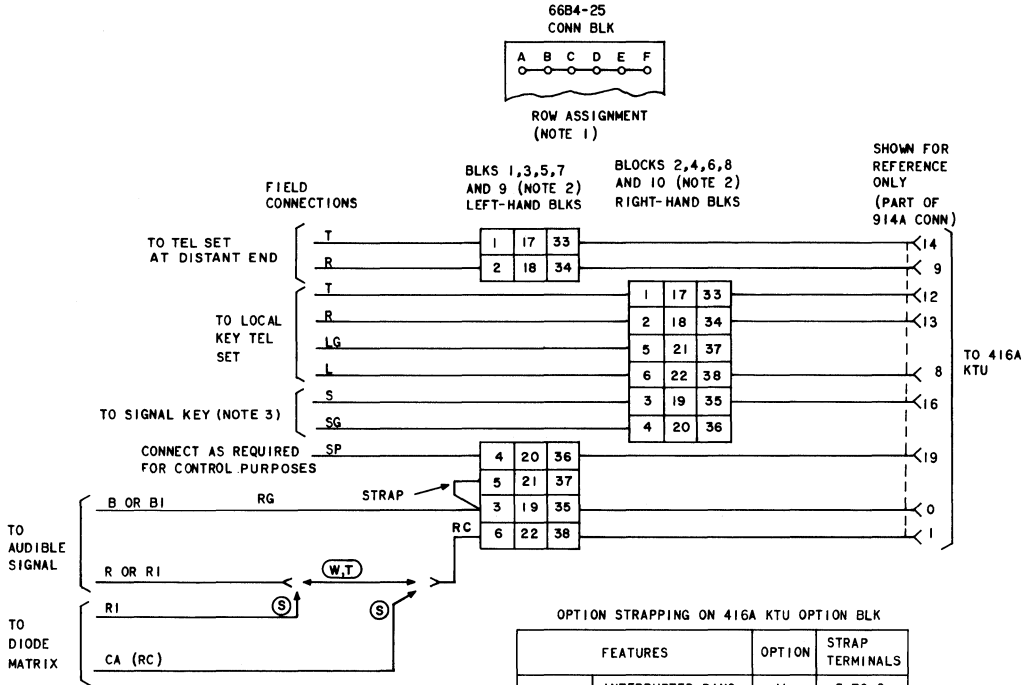 66B4-25
CONN BLK
A B C D E F
ROW ASSIGNMENT
(NOTE 1)
SHOWN FOR
REFERENCE
ONLY
(PART OF
914A CONN)
BLKS 1,3,5,7
AND 9 (NOTE 2)
LEFT-HAND BLKS
BLOCKS 2,4,6,8
AND 10 (NOTE 2)
RIGHT-HAND BLKS
FIELD
CONNECTIONS
TO TEL SET
AT DISTANT END
T 1 17 33 14
R 2 18 34 9
TO LOCAL
KEY TEL
SET
T 1 17 33 12
R 2 18 34 13
LG 5 21 37
L 6 22 38 8
TO 416A
KTU
TO SIGNAL KEY (NOTE 3)
S 3 19 35 16
SG 4 20 36
CONNECT AS REQUIRED
FOR CONTROL PURPOSES
SP 4 20 36 19
STRAP 5 21 37
B OR B1 RG 3 19 35 0
RC 6 22 38 1
TO
AUDIBLE
SIGNAL
R OR R1 W,T
TO
DIODE
MATRIX
R1 S S
CA (RC)
OPTION STRAPPING ON 416A KTU OPTION BLK
FEATURES OPTION STRAP
TERMINALS